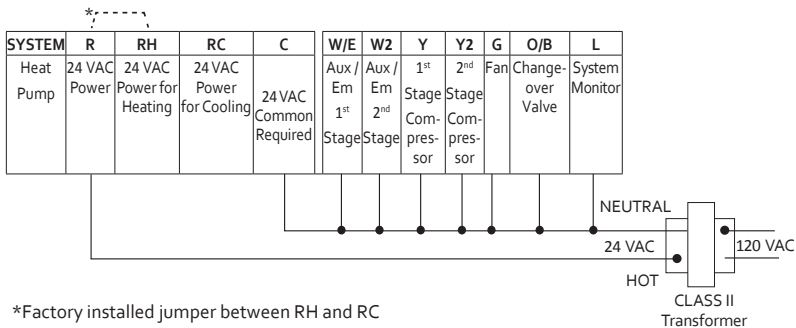 *
SYSTEM R RH RC C W/E W2 Y Y2 G O/B L
Heat Pump
24 VAC Power
24 VAC Power for Heating
24 VAC Power for Cooling
24 VAC Common Required
Aux / Em 1st Stage
Aux / Em 2nd Stage
1st Stage Com-pres-sor
2nd Stage Com-pres-sor
Fan
Change-over Valve
System Monitor
NEUTRAL
24 VAC
120 VAC
HOT
CLASS II
Transformer
*Factory installed jumper between RH and RC